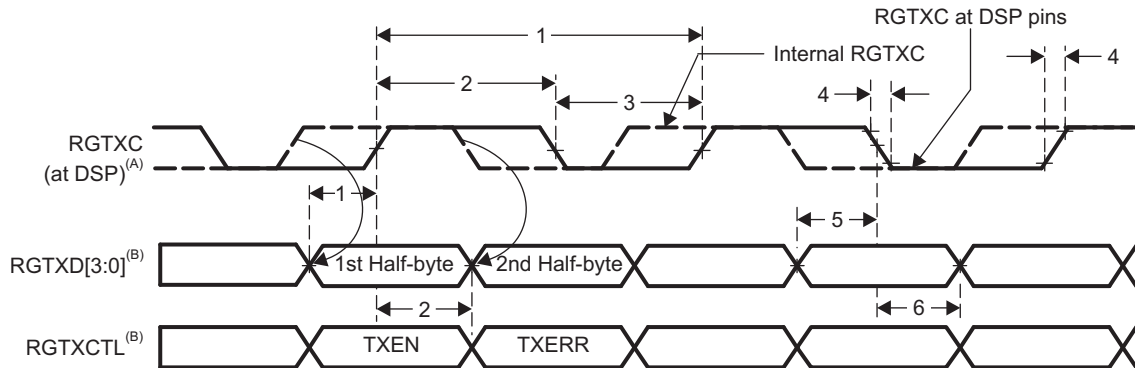 RGTXC at DSP pins
1
Internal RGTXC
4
2
4
3
RGTXC
(at DSP)(A)
1
5
RGTXD[3:0](B)
1st Half-byte
2nd Half-byte
2
6
RGTXCTL(B)
TXEN
TXERR